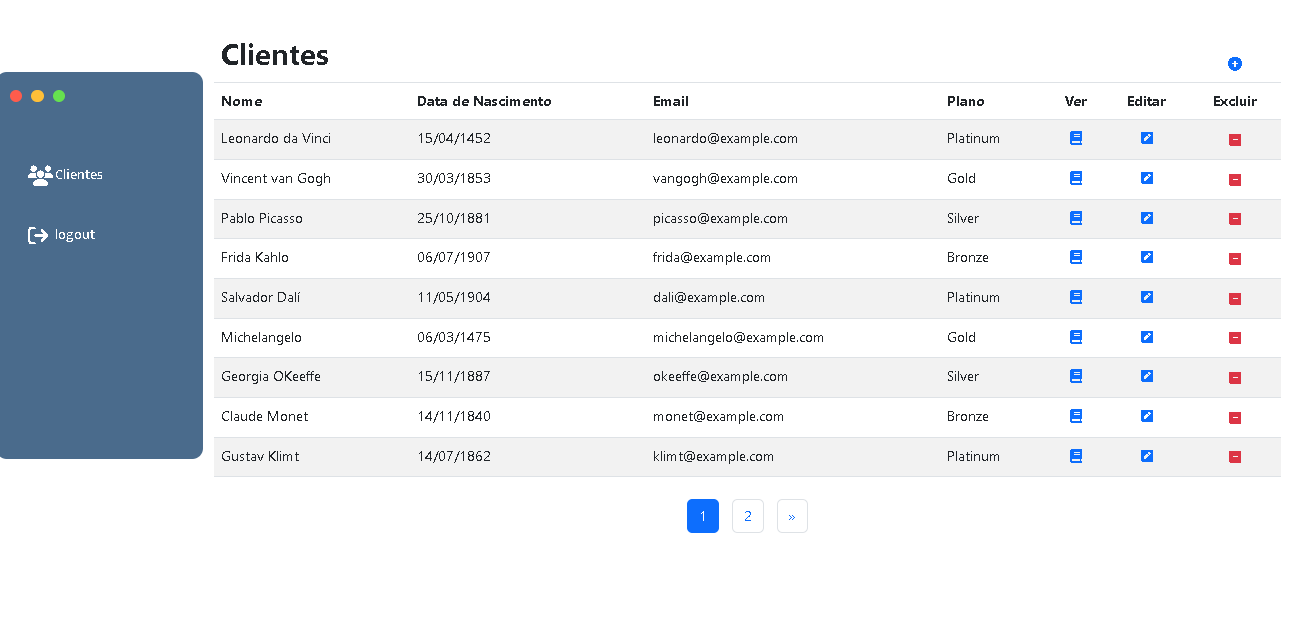 Clientes
Clientes
logout
Nome Data de Nascimento Email Plano Ver Editar Excluir
Leonardo da Vinci 15/04/1452 leonardo@example.com Platinum
Vincent van Gogh 30/03/1853 vangogh@example.com Gold
Pablo Picasso 25/10/1881 picasso@example.com Silver
Frida Kahlo 06/07/1907 frida@example.com Bronze
Salvador Dalí 11/05/1904 dali@example.com Platinum
Michelangelo 06/03/1475 michelangelo@example.com Gold
Georgia OKeeffe 15/11/1887 okeeffe@example.com Silver
Claude Monet 14/11/1840 monet@example.com Bronze
Gustav Klimt 14/07/1862 klimt@example.com Platinum
1 2 »